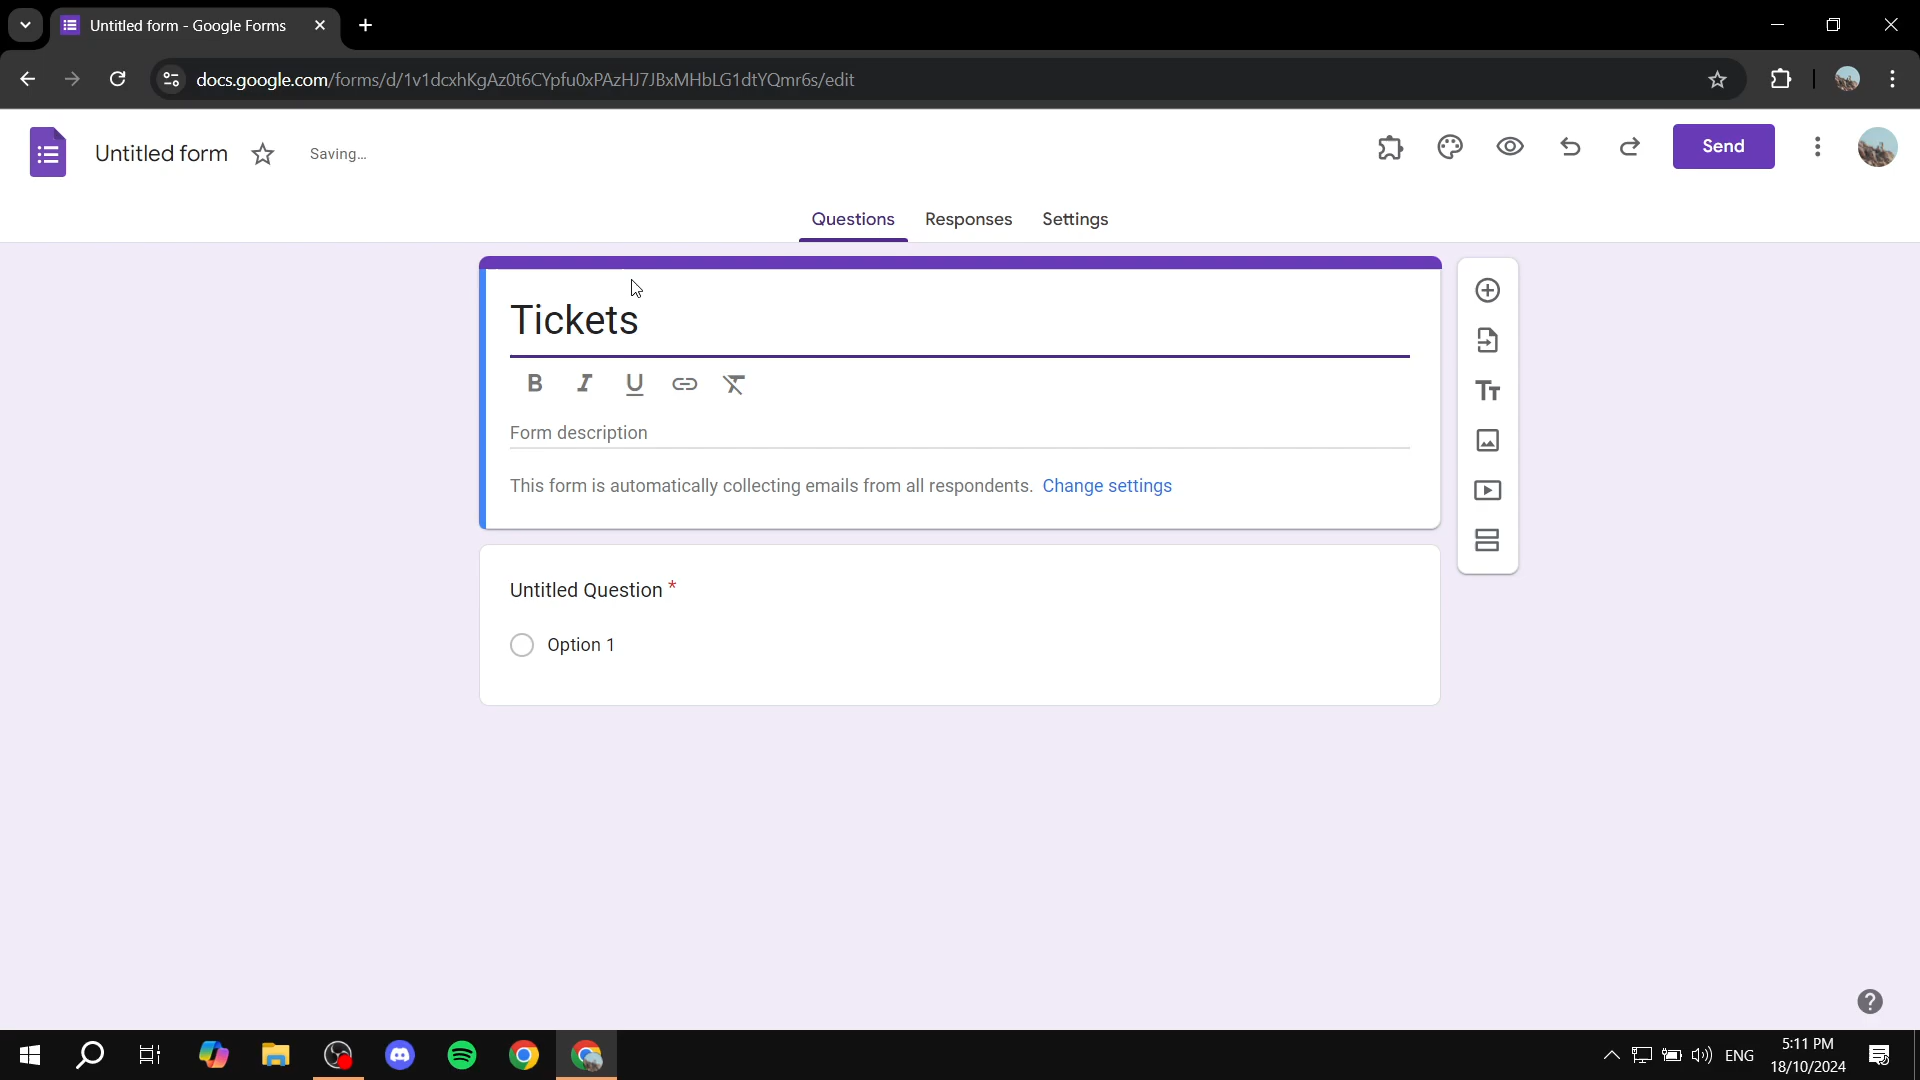 Untitled form - Google Forms
docs.google.com/forms/d/1v1dcxhKgAz0t6CYpfu0xPAzHJ7JBxMHbLG1dtYQmr6s/edit
Untitled form
Saving...
Send
Questions
Responses
Settings
Tickets
B I U
Form description
This form is automatically collecting emails from all respondents. Change settings
Tt
Untitled Question *
Option 1
ENG
5:11 PM
18/10/2024